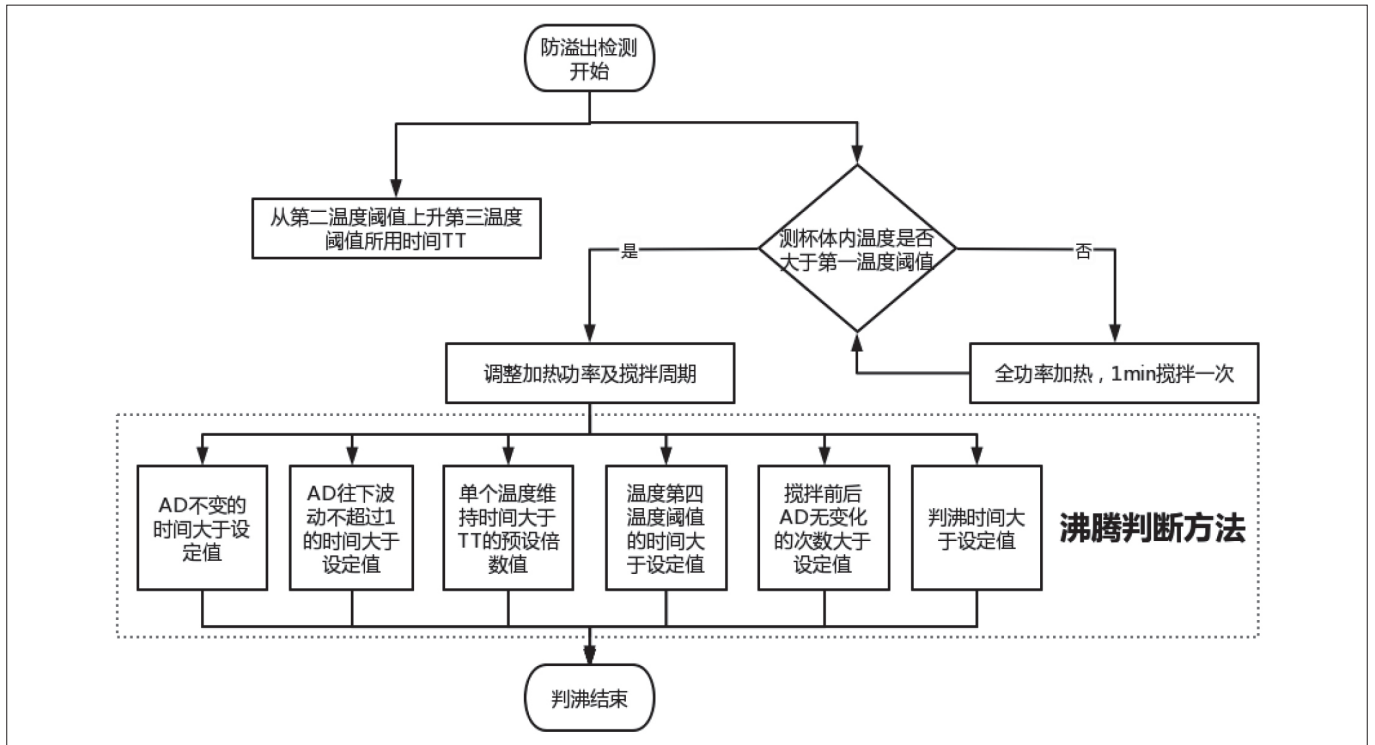 防溢出检测
开始
从第二温度阈值上升第三温度
阈值所用时间TT
测杯体内温度是否
大于第一温度阈值
是
否
调整加热功率及搅拌周期
全功率加热，1min搅拌一次
AD不变的
时间大于设
定值
AD往下波
动不超过1
的时间大于
设定值
单个温度维
持时间大于
TT的预设倍
数值
温度第四
温度阈值
的时间大
于设定值
搅拌前后
AD无变化
的次数大于
设定值
判沸时间大
于设定值
沸腾判断方法
判沸结束